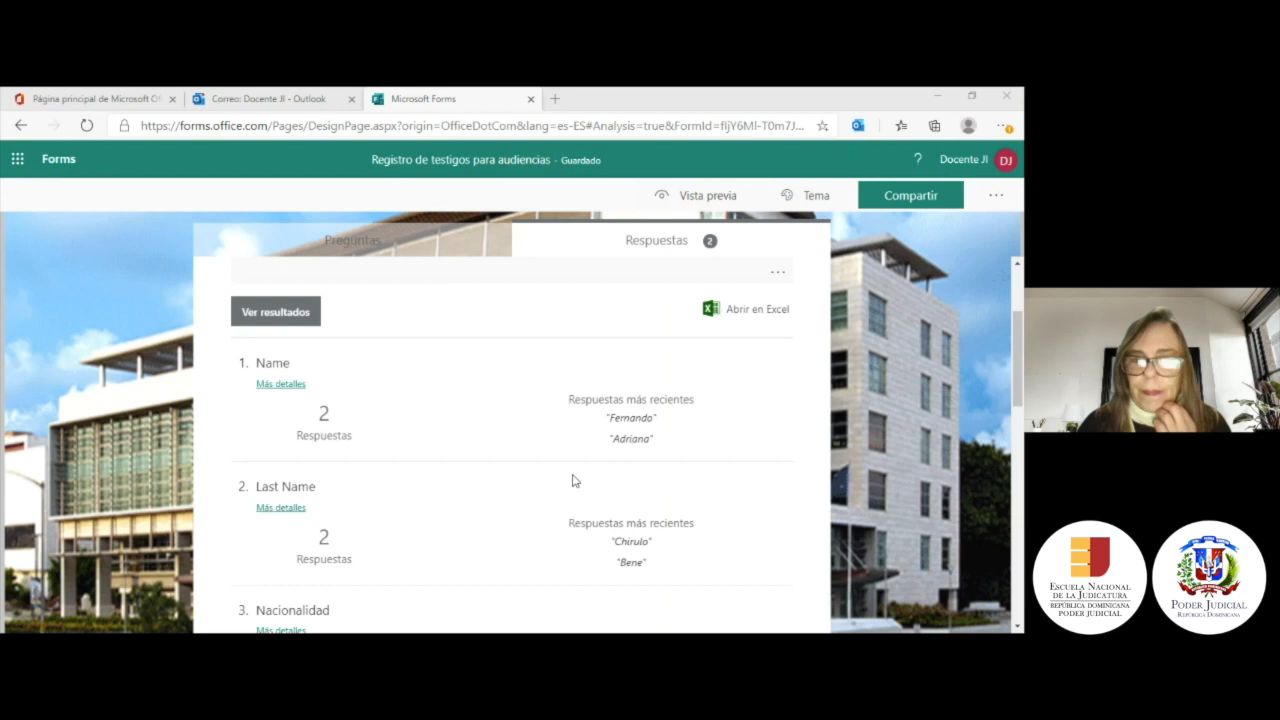 Página principal de Microsoft Of
Correo: Docente JI - Outlook
Microsoft Forms
https://forms.office.com/Pages/DesignPage.aspx?origin=OfficeDotCom&lang=es-ES#Analysis=true&FormId=fIjY6Ml-T0m7J...
Forms
Registro de testigos para audiencias - Guardado
?
Docente JI
DJ
Vista previa
Tema
Compartir
...
Preguntas
Respuestas 2
...
Ver resultados
Abrir en Excel
1. Name
Más detalles
2
Respuestas
Respuestas más recientes
"Fernando"
"Adriana"
2. Last Name
Más detalles
2
Respuestas
Respuestas más recientes
"Chirulo"
"Bene"
3. Nacionalidad
Más detalles
ESCUELA NACIONAL
DE LA JUDICATURA
REPÚBLICA DOMINICANA
PODER JUDICIAL
PODER JUDICIAL
REPÚBLICA DOMINICANA